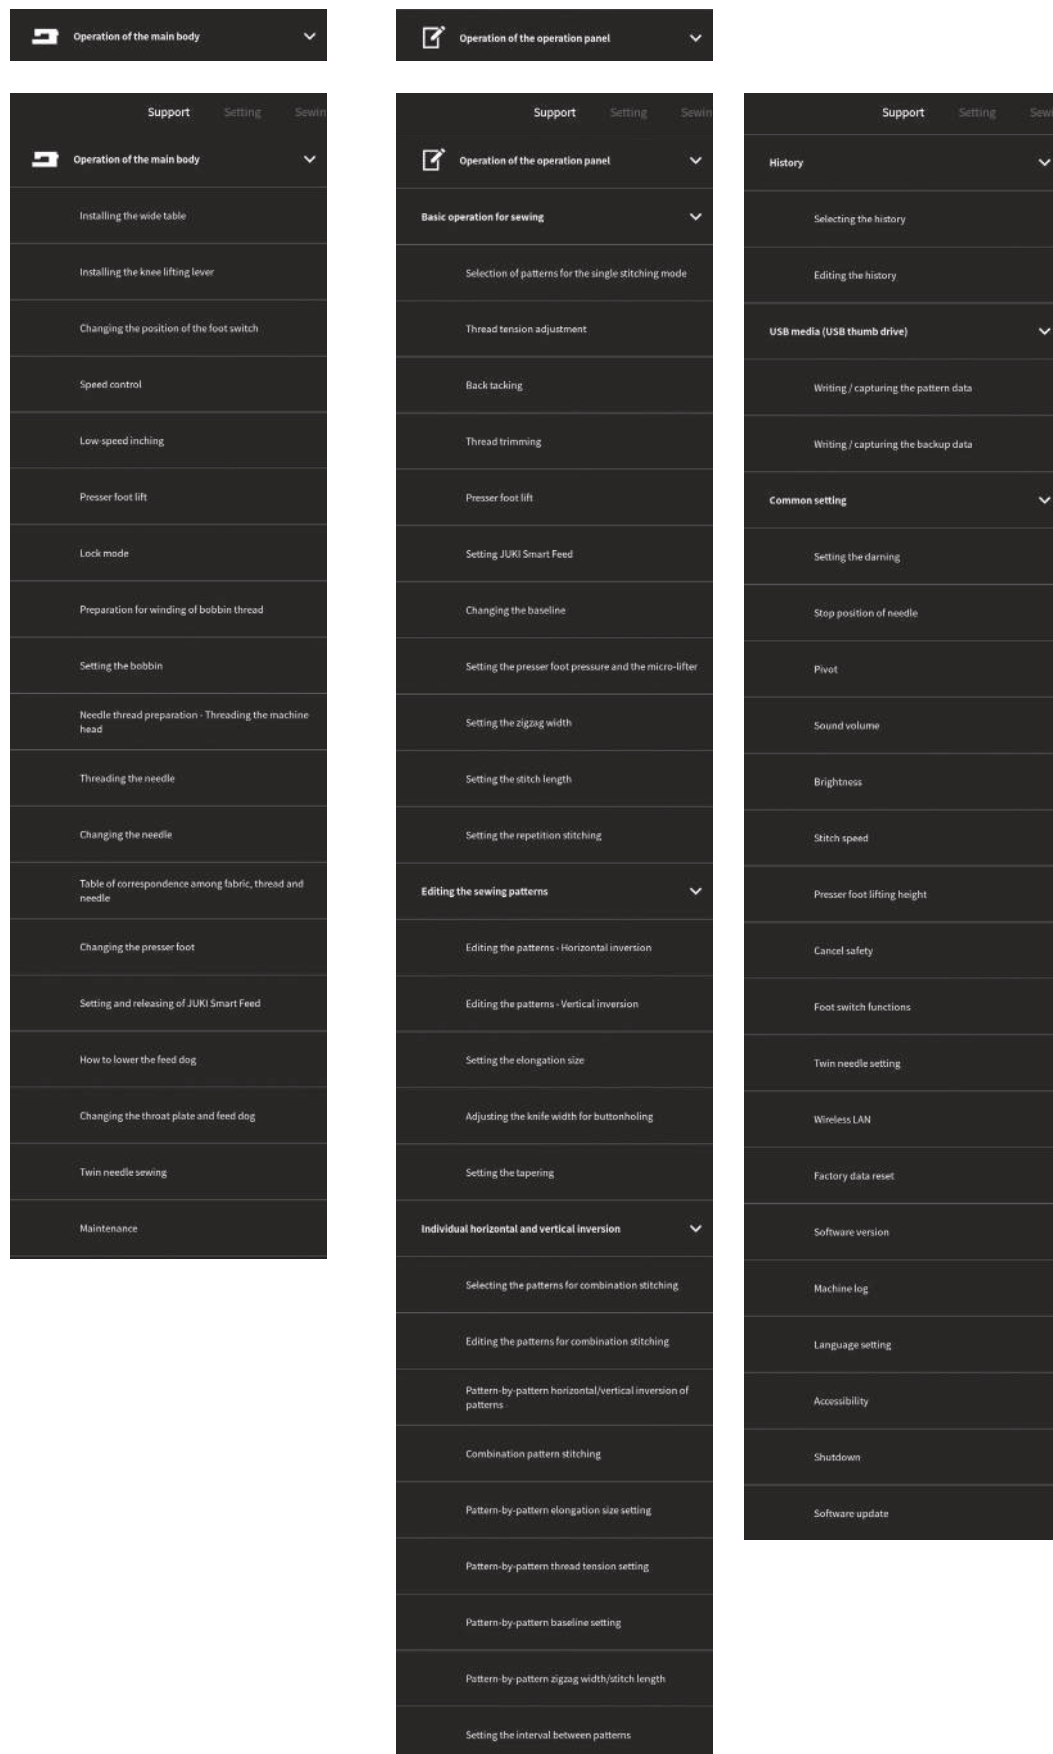 Operation of the main body
Support Setting Sewin
Operation of the main body
Installing the wide table
Installing the knee lifting lever
Changing the position of the foot switch
Speed control
Low-speed inching
Presser foot lift
Lock mode
Preparation for winding of bobbin thread
Setting the bobbin
Needle thread preparation - Threading the machine
head
Threading the needle
Changing the needle
Table of correspondence among fabric, thread and
needle
Changing the presser foot
Setting and releasing of JUKI Smart Feed
How to lower the feed dog
Changing the throat plate and feed dog
Twin needle sewing
Maintenance
Operation of the operation panel
Support Setting Sewin
Operation of the operation panel
Basic operation for sewing
Selection of patterns for the single stitching mode
Thread tension adjustment
Back tacking
Thread trimming
Presser foot lift
Setting JUKI Smart Feed
Changing the baseline
Setting the presser foot pressure and the micro-lifter
Setting the zigzag width
Setting the stitch length
Setting the repetition stitching
Editing the sewing patterns
Editing the patterns - Horizontal inversion
Editing the patterns - Vertical inversion
Setting the elongation size
Adjusting the knife width for buttonholing
Setting the tapering
Individual horizontal and vertical inversion
Selecting the patterns for combination stitching
Editing the patterns for combination stitching
Pattern-by-pattern horizontal/vertical inversion of
patterns
Combination pattern stitching
Pattern-by-pattern elongation size setting
Pattern-by-pattern thread tension setting
Pattern-by-pattern baseline setting
Pattern-by-pattern zigzag width/stitch length
Setting the interval between patterns
Support Setting Sew
History
Selecting the history
Editing the history
USB media (USB thumb drive)
Writing / capturing the pattern data
Writing / capturing the backup data
Common setting
Setting the darning
Stop position of needle
Pivot
Sound volume
Brightness
Stitch speed
Presser foot lifting height
Cancel safety
Foot switch functions
Twin needle setting
Wireless LAN
Factory data reset
Software version
Machine log
Language setting
Accessibility
Shutdown
Software update